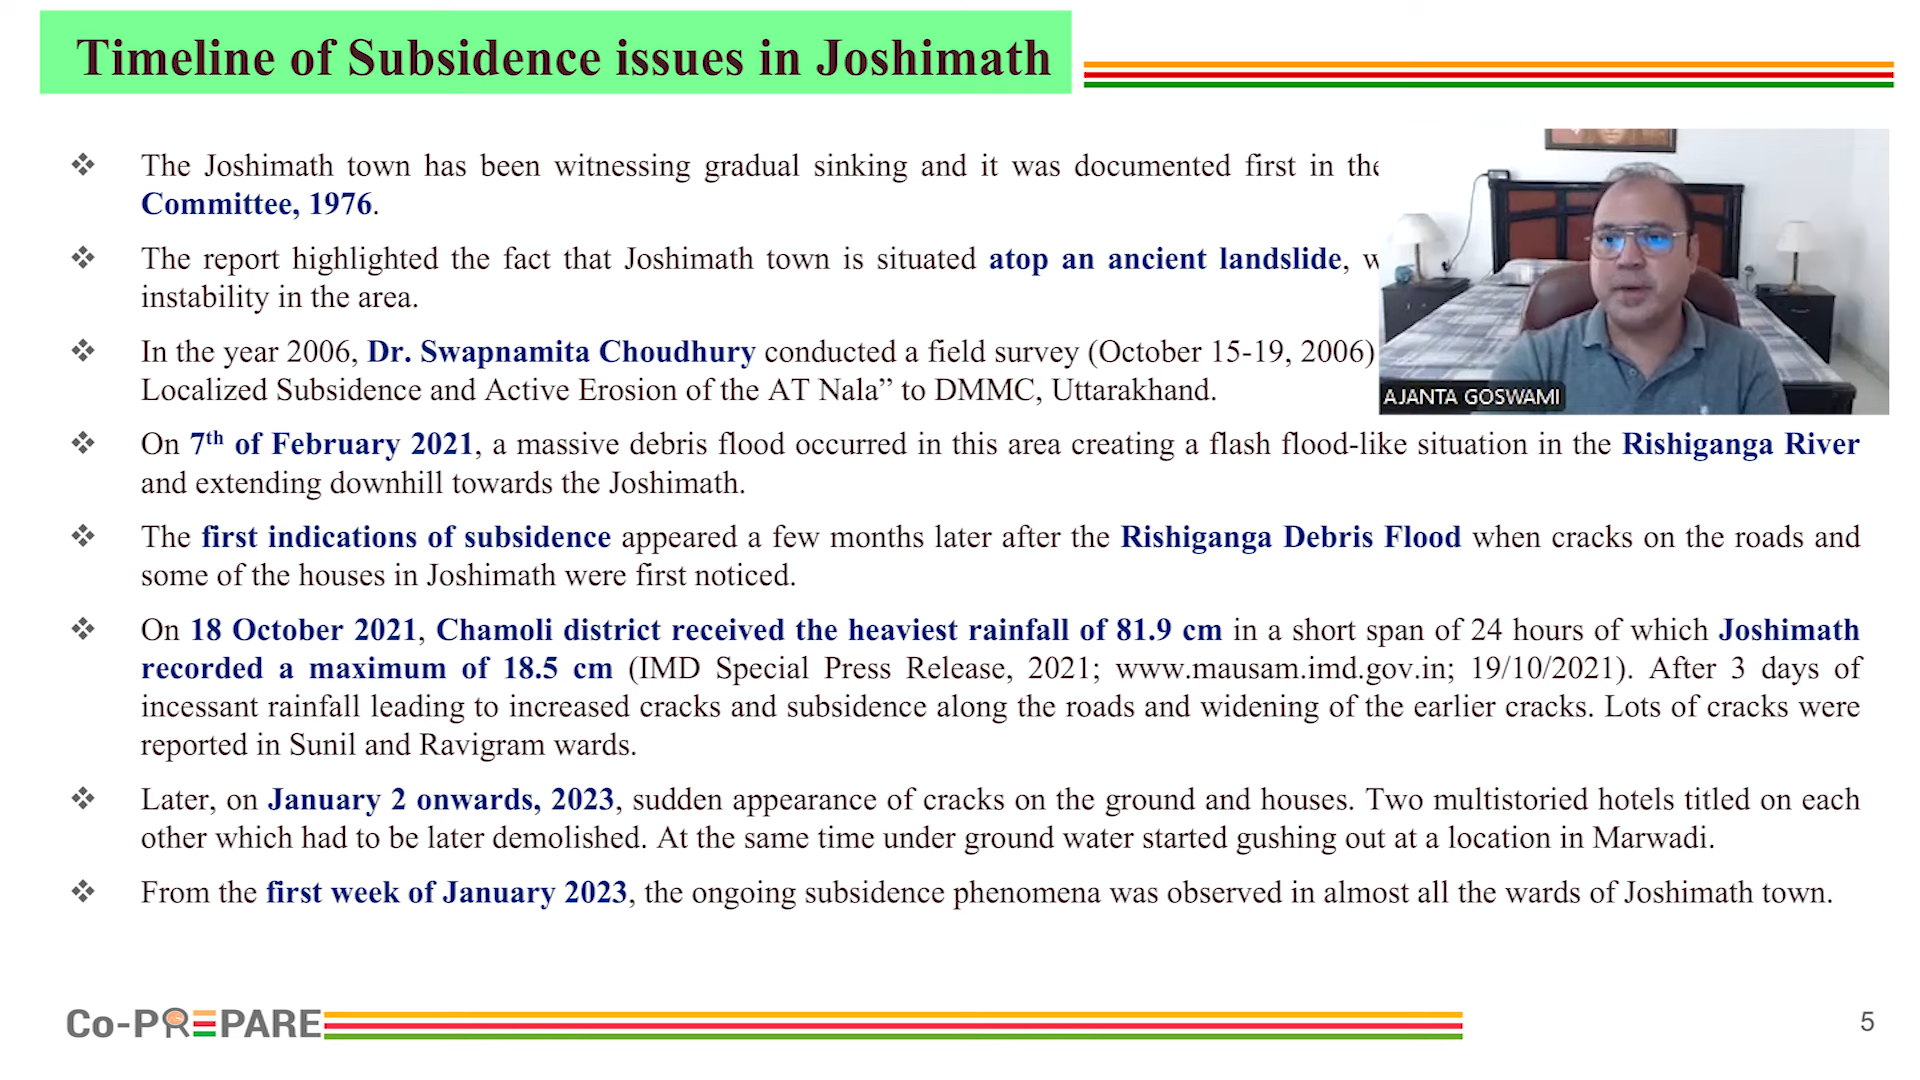 Timeline of Subsidence issues in Joshimath
❖ The Joshimath town has been witnessing gradual sinking and it was documented first in the
Committee, 1976.
❖ The report highlighted the fact that Joshimath town is situated atop an ancient landslide,
instability in the area.
❖ In the year 2006, Dr. Swapnamita Choudhury conducted a field survey (October 15-19, 2006)
Localized Subsidence and Active Erosion of the AT Nala” to DMMC, Uttarakhand.
AJANTA GOSWAMI
❖ On 7th of February 2021, a massive debris flood occurred in this area creating a flash flood-like situation in the Rishiganga River
and extending downhill towards the Joshimath.
❖ The first indications of subsidence appeared a few months later after the Rishiganga Debris Flood when cracks on the roads and
some of the houses in Joshimath were first noticed.
❖ On 18 October 2021, Chamoli district received the heaviest rainfall of 81.9 cm in a short span of 24 hours of which Joshimath
recorded a maximum of 18.5 cm (IMD Special Press Release, 2021; www.mausam.imd.gov.in; 19/10/2021). After 3 days of
incessant rainfall leading to increased cracks and subsidence along the roads and widening of the earlier cracks. Lots of cracks were
reported in Sunil and Ravigram wards.
❖ Later, on January 2 onwards, 2023, sudden appearance of cracks on the ground and houses. Two multistoried hotels titled on each
other which had to be later demolished. At the same time under ground water started gushing out at a location in Marwadi.
❖ From the first week of January 2023, the ongoing subsidence phenomena was observed in almost all the wards of Joshimath town.
Co-PREPARE
5